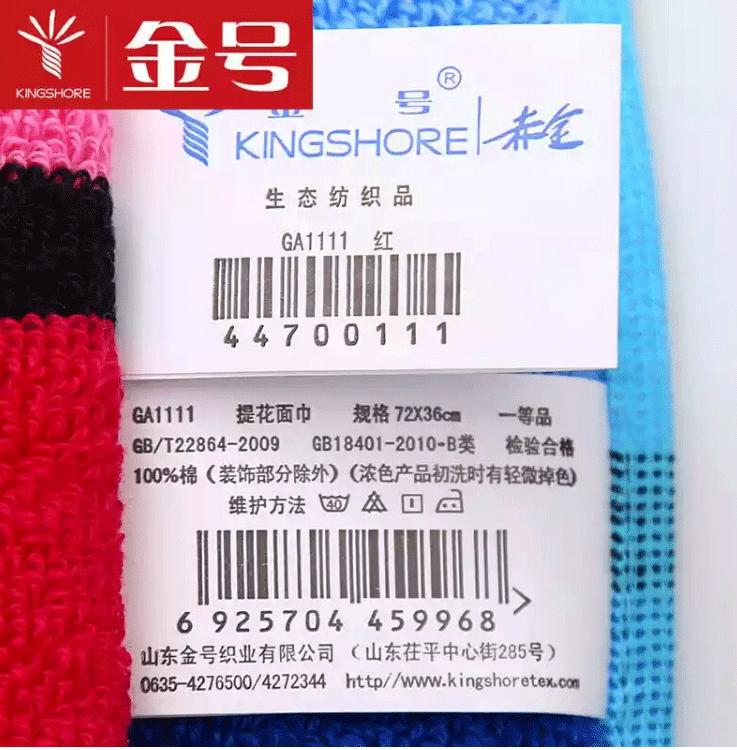 KINGSHORE 金号
金 号®
KINGSHORE 赤金
生态纺织品
GA1111 红
44700111
GA1111 提花面巾 规格 72X36cm 一等品
GB/T22864-2009 GB18401-2010-B类 检验合格
100%棉（装饰部分除外）（浓色产品初洗时有轻微掉色）
维护方法 40
6 925704 459968 >
山东金号织业有限公司 （山东茌平中心街285号）
0635-4276500/4272344 http//www.kingshoretex.com